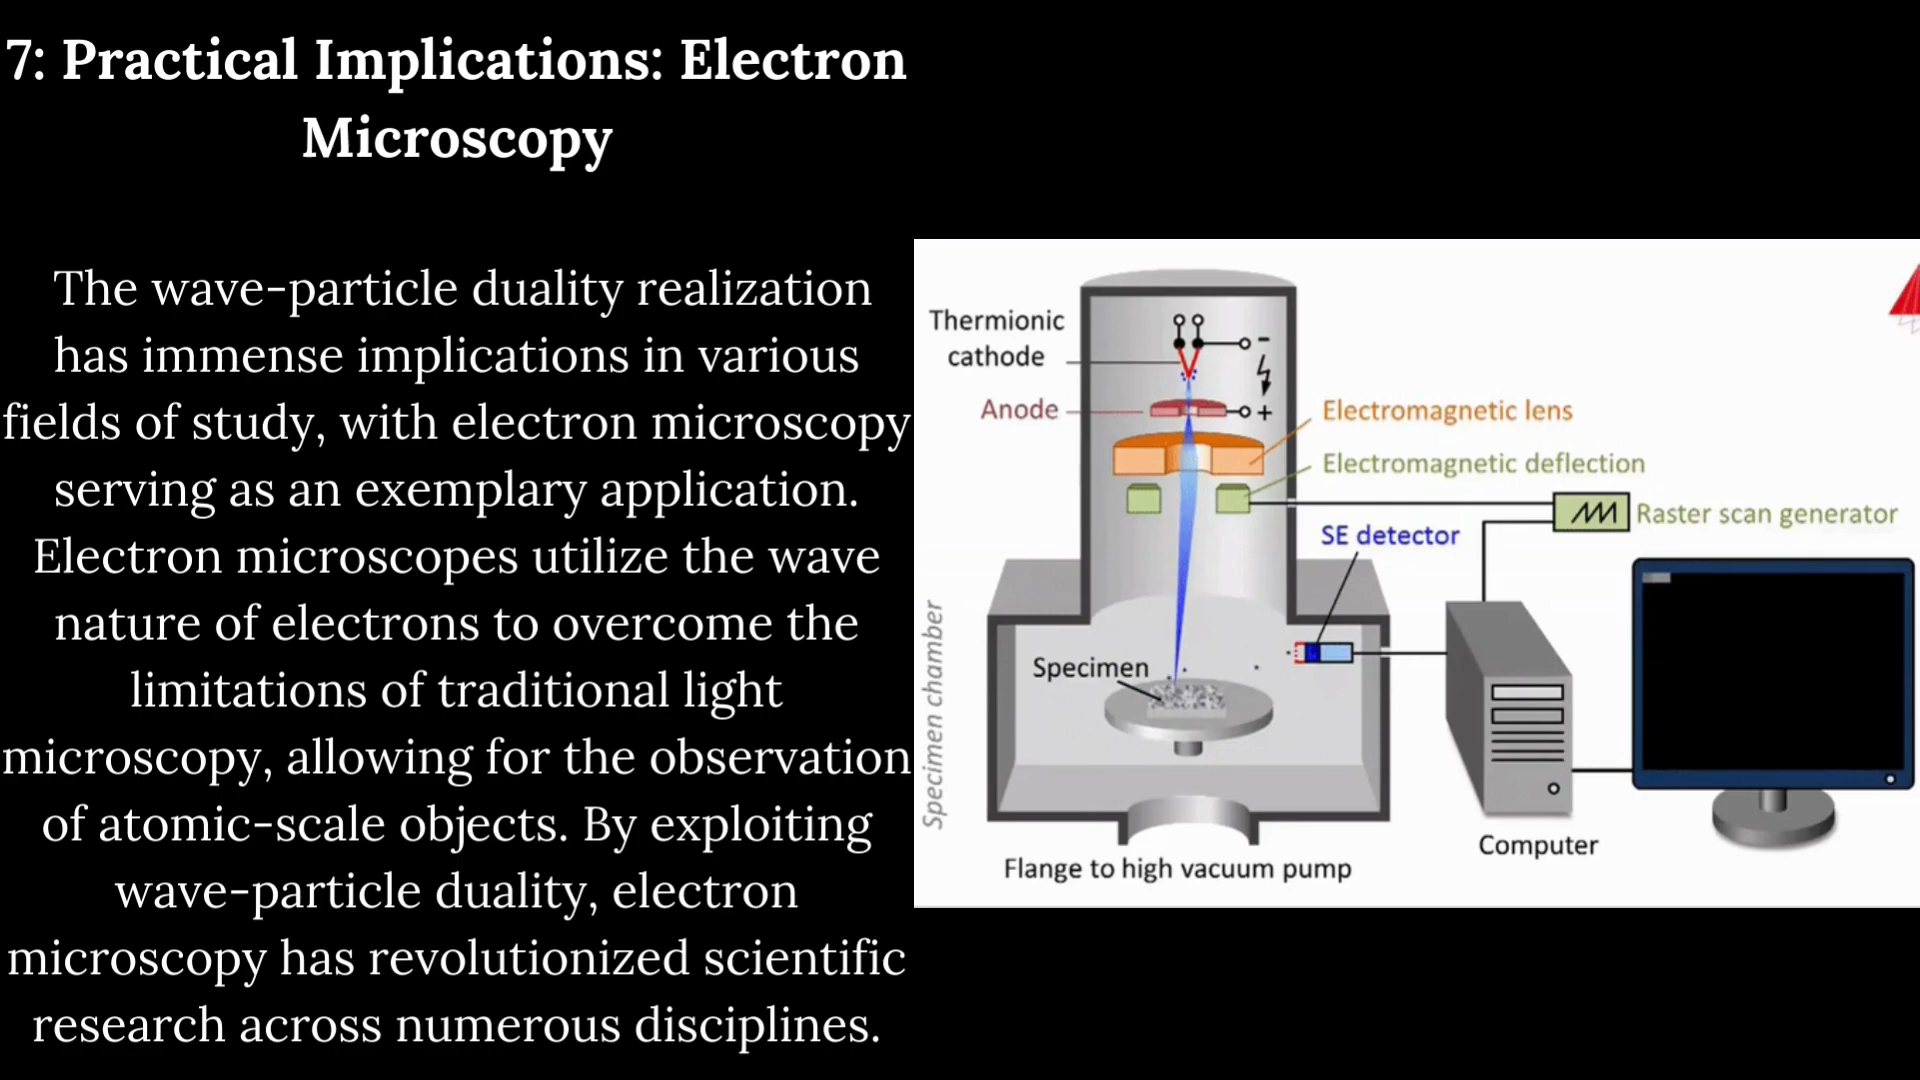 7: Practical Implications: Electron
Microscopy
The wave-particle duality realization
has immense implications in various
fields of study, with electron microscopy
serving as an exemplary application.
Electron microscopes utilize the wave
nature of electrons to overcome the
limitations of traditional light
microscopy, allowing for the observation
of atomic-scale objects. By exploiting
wave-particle duality, electron
microscopy has revolutionized scientific
research across numerous disciplines.
Thermionic
cathode
-
Anode
+
Electromagnetic lens
Electromagnetic deflection
Raster scan generator
SE detector
Specimen
Specimen chamber
Computer
Flange to high vacuum pump